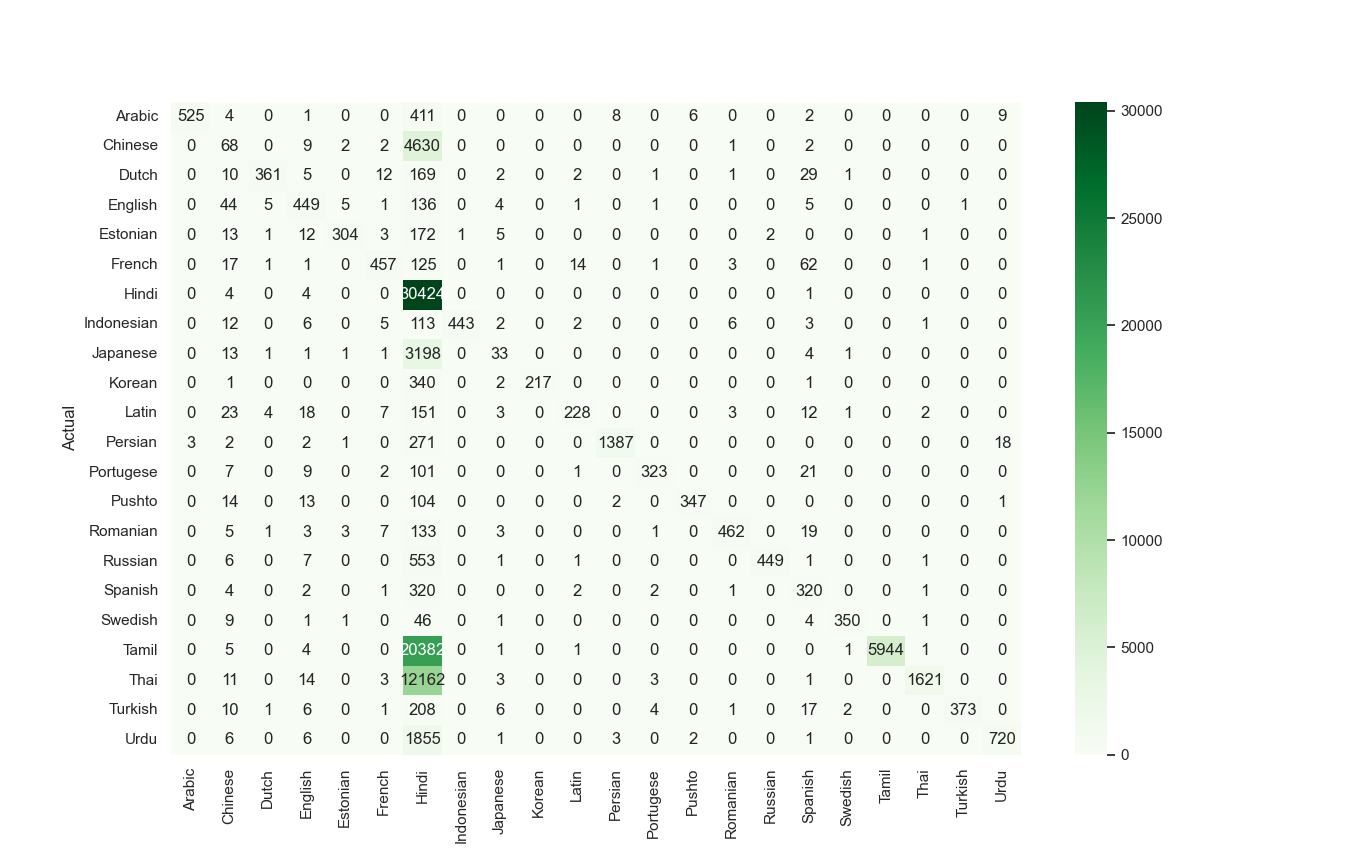 Arabic 525 4 0 1 0 0 411 0 0 0 0 8 0 6 0 0 2 0 0 0 0 9
Chinese 0 68 0 9 2 2 4630 0 0 0 0 0 0 0 1 0 2 0 0 0 0 0
Dutch 0 10 361 5 0 12 169 0 2 0 2 0 1 0 1 0 29 1 0 0 0 0
English 0 44 5 449 5 1 136 0 4 0 1 0 1 0 0 0 5 0 0 0 1 0
Estonian 0 13 1 12 304 3 172 1 5 0 0 0 0 0 0 2 0 0 0 1 0 0
French 0 17 1 1 0 457 125 0 1 0 14 0 1 0 3 0 62 0 0 1 0 0
Hindi 0 4 0 4 0 0 30424 0 0 0 0 0 0 0 0 0 1 0 0 0 0 0
Indonesian 0 12 0 6 0 5 113 443 2 0 2 0 0 0 6 0 3 0 0 1 0 0
Japanese 0 13 1 1 1 1 3198 0 33 0 0 0 0 0 0 0 4 1 0 0 0 0
Korean 0 1 0 0 0 0 340 0 2 217 0 0 0 0 0 0 1 0 0 0 0 0
Latin 0 23 4 18 0 7 151 0 3 0 228 0 0 0 3 0 12 1 0 2 0 0
Persian 3 2 0 2 1 0 271 0 0 0 0 1387 0 0 0 0 0 0 0 0 0 18
Portugese 0 7 0 9 0 2 101 0 0 0 1 0 323 0 0 0 21 0 0 0 0 0
Pushto 0 14 0 13 0 0 104 0 0 0 0 2 0 347 0 0 0 0 0 0 0 1
Romanian 0 5 1 3 3 7 133 0 3 0 0 0 1 0 462 0 19 0 0 0 0 0
Russian 0 6 0 7 0 0 553 0 1 0 1 0 0 0 0 449 1 0 0 1 0 0
Spanish 0 4 0 2 0 1 320 0 0 0 2 0 2 0 1 0 320 0 0 1 0 0
Swedish 0 9 0 1 1 0 46 0 1 0 0 0 0 0 0 0 4 350 0 1 0 0
Tamil 0 5 0 4 0 0 20382 0 1 0 1 0 0 0 0 0 0 1 5944 1 0 0
Thai 0 11 0 14 0 3 12162 0 3 0 0 0 3 0 0 0 1 0 0 1621 0 0
Turkish 0 10 1 6 0 1 208 0 6 0 0 0 4 0 1 0 17 2 0 0 373 0
Urdu 0 6 0 6 0 0 1855 0 1 0 0 3 0 2 0 0 1 0 0 0 0 720
Actual
Arabic Chinese Dutch English Estonian French Hindi Indonesian Japanese Korean Latin Persian Portugese Pushto Romanian Russian Spanish Swedish Tamil Thai Turkish Urdu
30000
25000
20000
15000
10000
5000
0